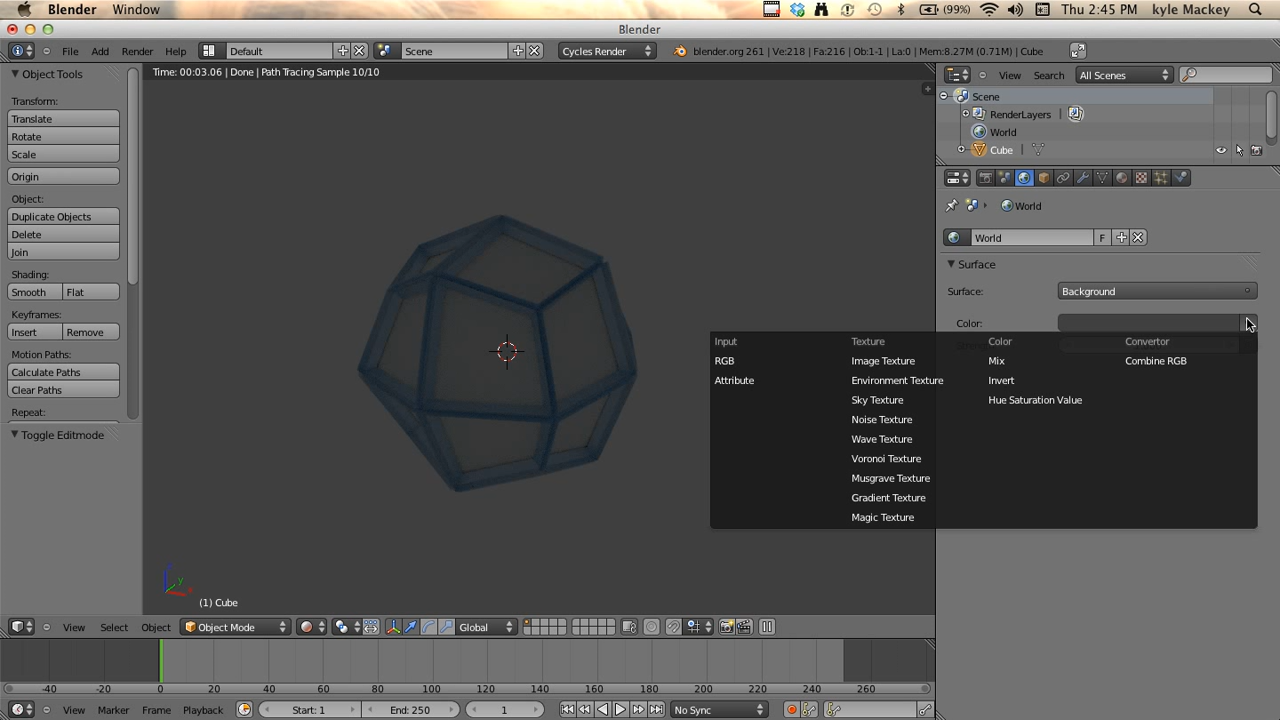 Blender Window (99%) Thu 2:45 PM kyle Mackey
Blender
File Add Render Help Default Scene Cycles Render blender.org 261 | Ve:218 | Fa:216 | Ob:1-1 | La:0 | Mem:8.27M (0.71M) | Cube
Object Tools
Transform:
Translate
Rotate
Scale
Origin
Object:
Duplicate Objects
Delete
Join
Shading:
Smooth Flat
Keyframes:
Insert Remove
Motion Paths:
Calculate Paths
Clear Paths
Repeat:
Toggle Editmode
Time: 00:03.06 | Done | Path Tracing Sample 10/10
z
y
x
(1) Cube
View Search All Scenes
Scene
RenderLayers |
World
Cube |
World
World F
Surface
Surface: Background
Color:
Input Texture Color Convertor
RGB Image Texture Mix Combine RGB
Attribute Environment Texture Invert
Sky Texture Hue Saturation Value
Noise Texture
Wave Texture
Voronoi Texture
Musgrave Texture
Gradient Texture
Magic Texture
View Select Object Object Mode Global
-40 -20 0 20 40 60 80 100 120 140 160 180 200 220 240 260
View Marker Frame Playback Start: 1 End: 250 1 No Sync